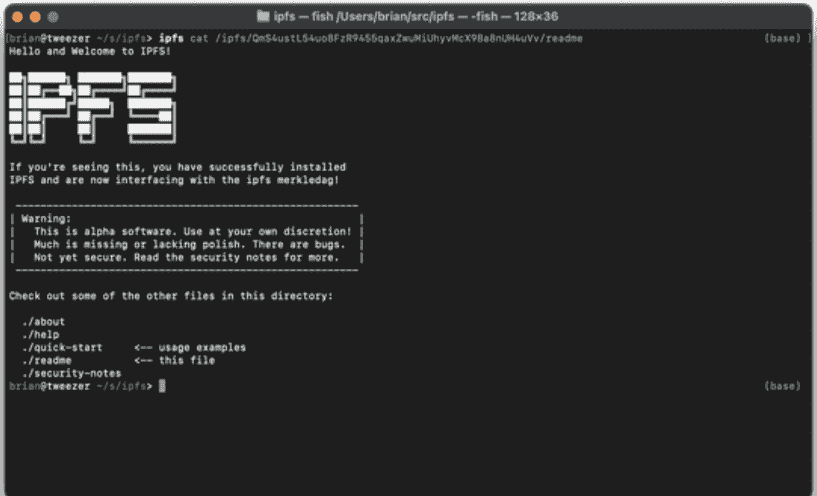 ipfs — fish /Users/brian/src/ipfs — -fish — 128×36
brian@tweezer ~/s/ipfs> ipfs cat /ipfs/QmS4ustL54uo8FzR9455qaxZwuMiUhyvMcX9Ba8nUH4uVv/readme (base)
Hello and Welcome to IPFS!
IPFS
If you're seeing this, you have successfully installed
IPFS and are now interfacing with the ipfs merkledag!
Warning:
This is alpha software. Use at your own discretion!
Much is missing or lacking polish. There are bugs.
Not yet secure. Read the security notes for more.
Check out some of the other files in this directory:
./about
./help
./quick-start <-- usage examples
./readme <-- this file
./security-notes
brian@tweezer ~/s/ipfs> (base)